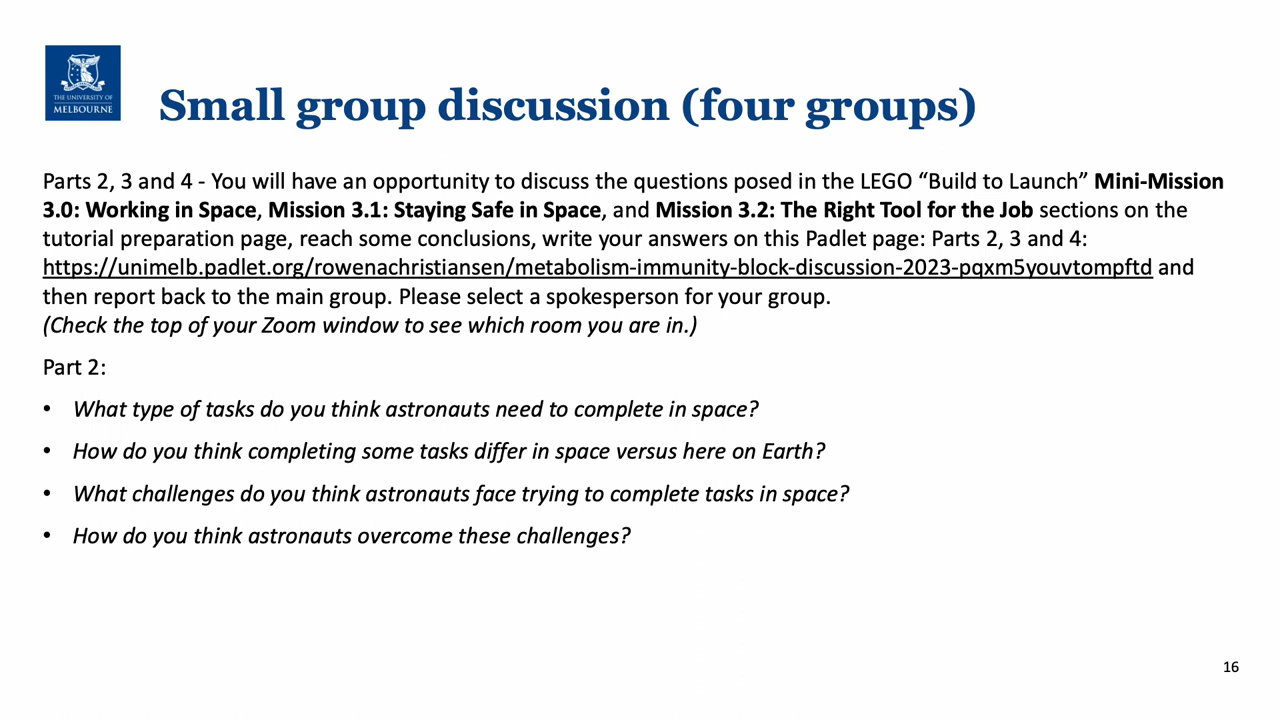 THE UNIVERSITY OF
MELBOURNE
Small group discussion (four groups)
Parts 2, 3 and 4 - You will have an opportunity to discuss the questions posed in the LEGO “Build to Launch” Mini-Mission
3.0: Working in Space, Mission 3.1: Staying Safe in Space, and Mission 3.2: The Right Tool for the Job sections on the
tutorial preparation page, reach some conclusions, write your answers on this Padlet page: Parts 2, 3 and 4:
https://unimelb.padlet.org/rowenachristiansen/metabolism-immunity-block-discussion-2023-pqxm5youvtompftd and
then report back to the main group. Please select a spokesperson for your group.
(Check the top of your Zoom window to see which room you are in.)
Part 2:
• What type of tasks do you think astronauts need to complete in space?
• How do you think completing some tasks differ in space versus here on Earth?
• What challenges do you think astronauts face trying to complete tasks in space?
• How do you think astronauts overcome these challenges?
16